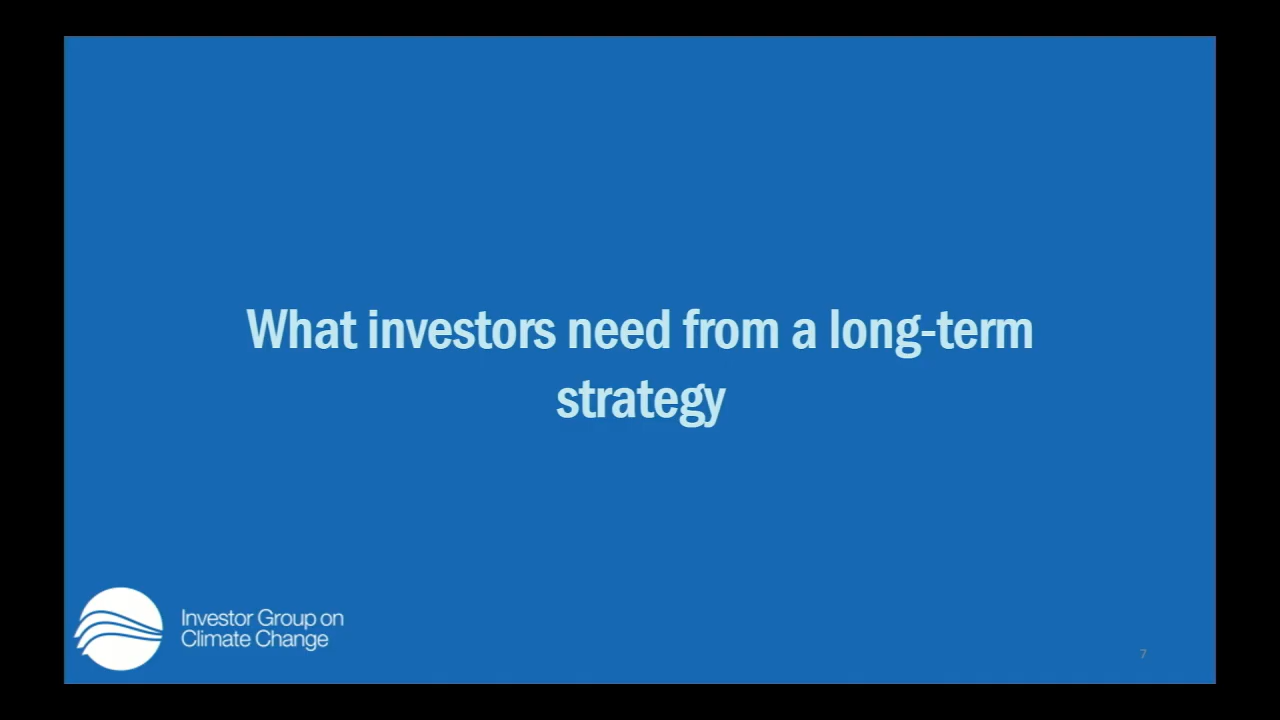 What investors need from a long-term
strategy
Investor Group on
Climate Change
7